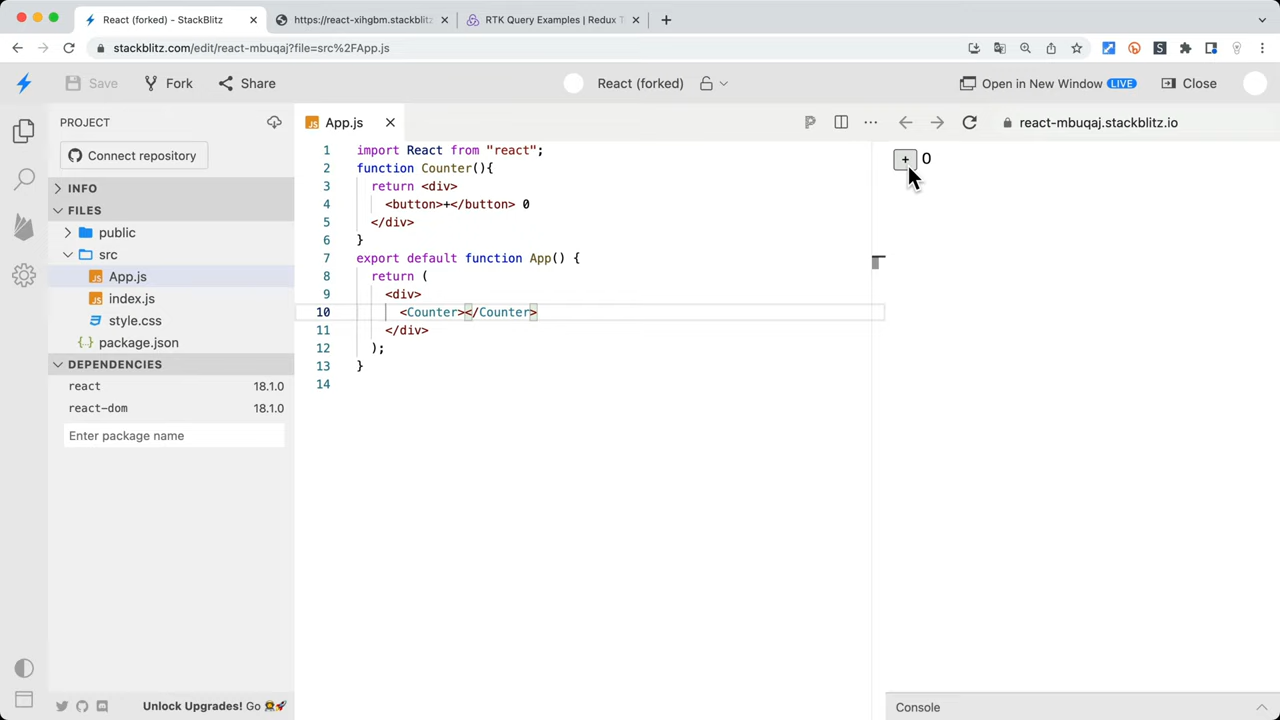 React (forked) - StackBlitz
https://react-xihgbm.stackblitz
RTK Query Examples | Redux T
stackblitz.com/edit/react-mbuqaj?file=src%2FApp.js
Save
Fork
Share
React (forked)
Open in New Window LIVE
Close
PROJECT
Connect repository
INFO
FILES
public
src
JS App.js
JS index.js
style.css
{..} package.json
DEPENDENCIES
react 18.1.0
react-dom 18.1.0
Enter package name
Unlock Upgrades! Go
JS App.js
1 import React from "react";
2 function Counter(){
3 return <div>
4 <button>+</button> 0
5 </div>
6 }
7 export default function App() {
8 return (
9 <div>
10 <Counter></Counter>
11 </div>
12 );
13 }
14
react-mbuqaj.stackblitz.io
+ 0
Console